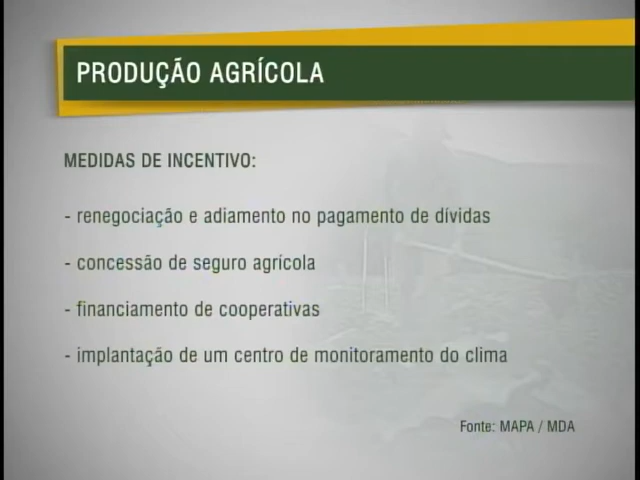 PRODUÇÃO AGRÍCOLA
MEDIDAS DE INCENTIVO:
- renegociação e adiamento no pagamento de dívidas
- concessão de seguro agrícola
- financiamento de cooperativas
- implantação de um centro de monitoramento do clima
Fonte: MAPA / MDA